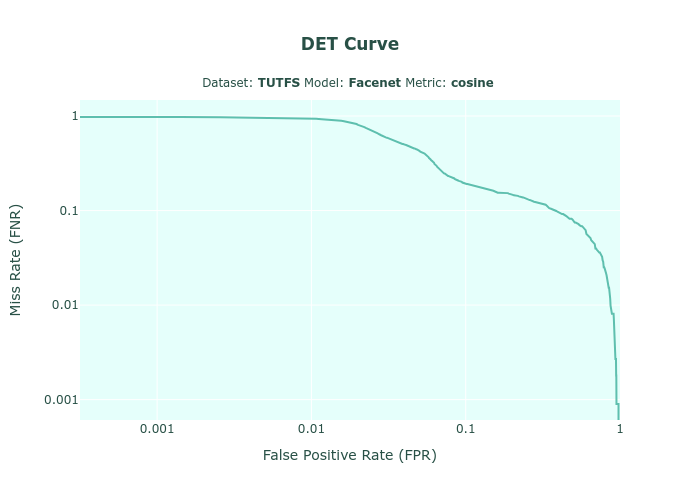 DET Curve
Dataset: TUTFS Model: Facenet Metric: cosine
1
0.1
0.01
0.001
Miss Rate (FNR)
0.001
0.01
0.1
1
False Positive Rate (FPR)